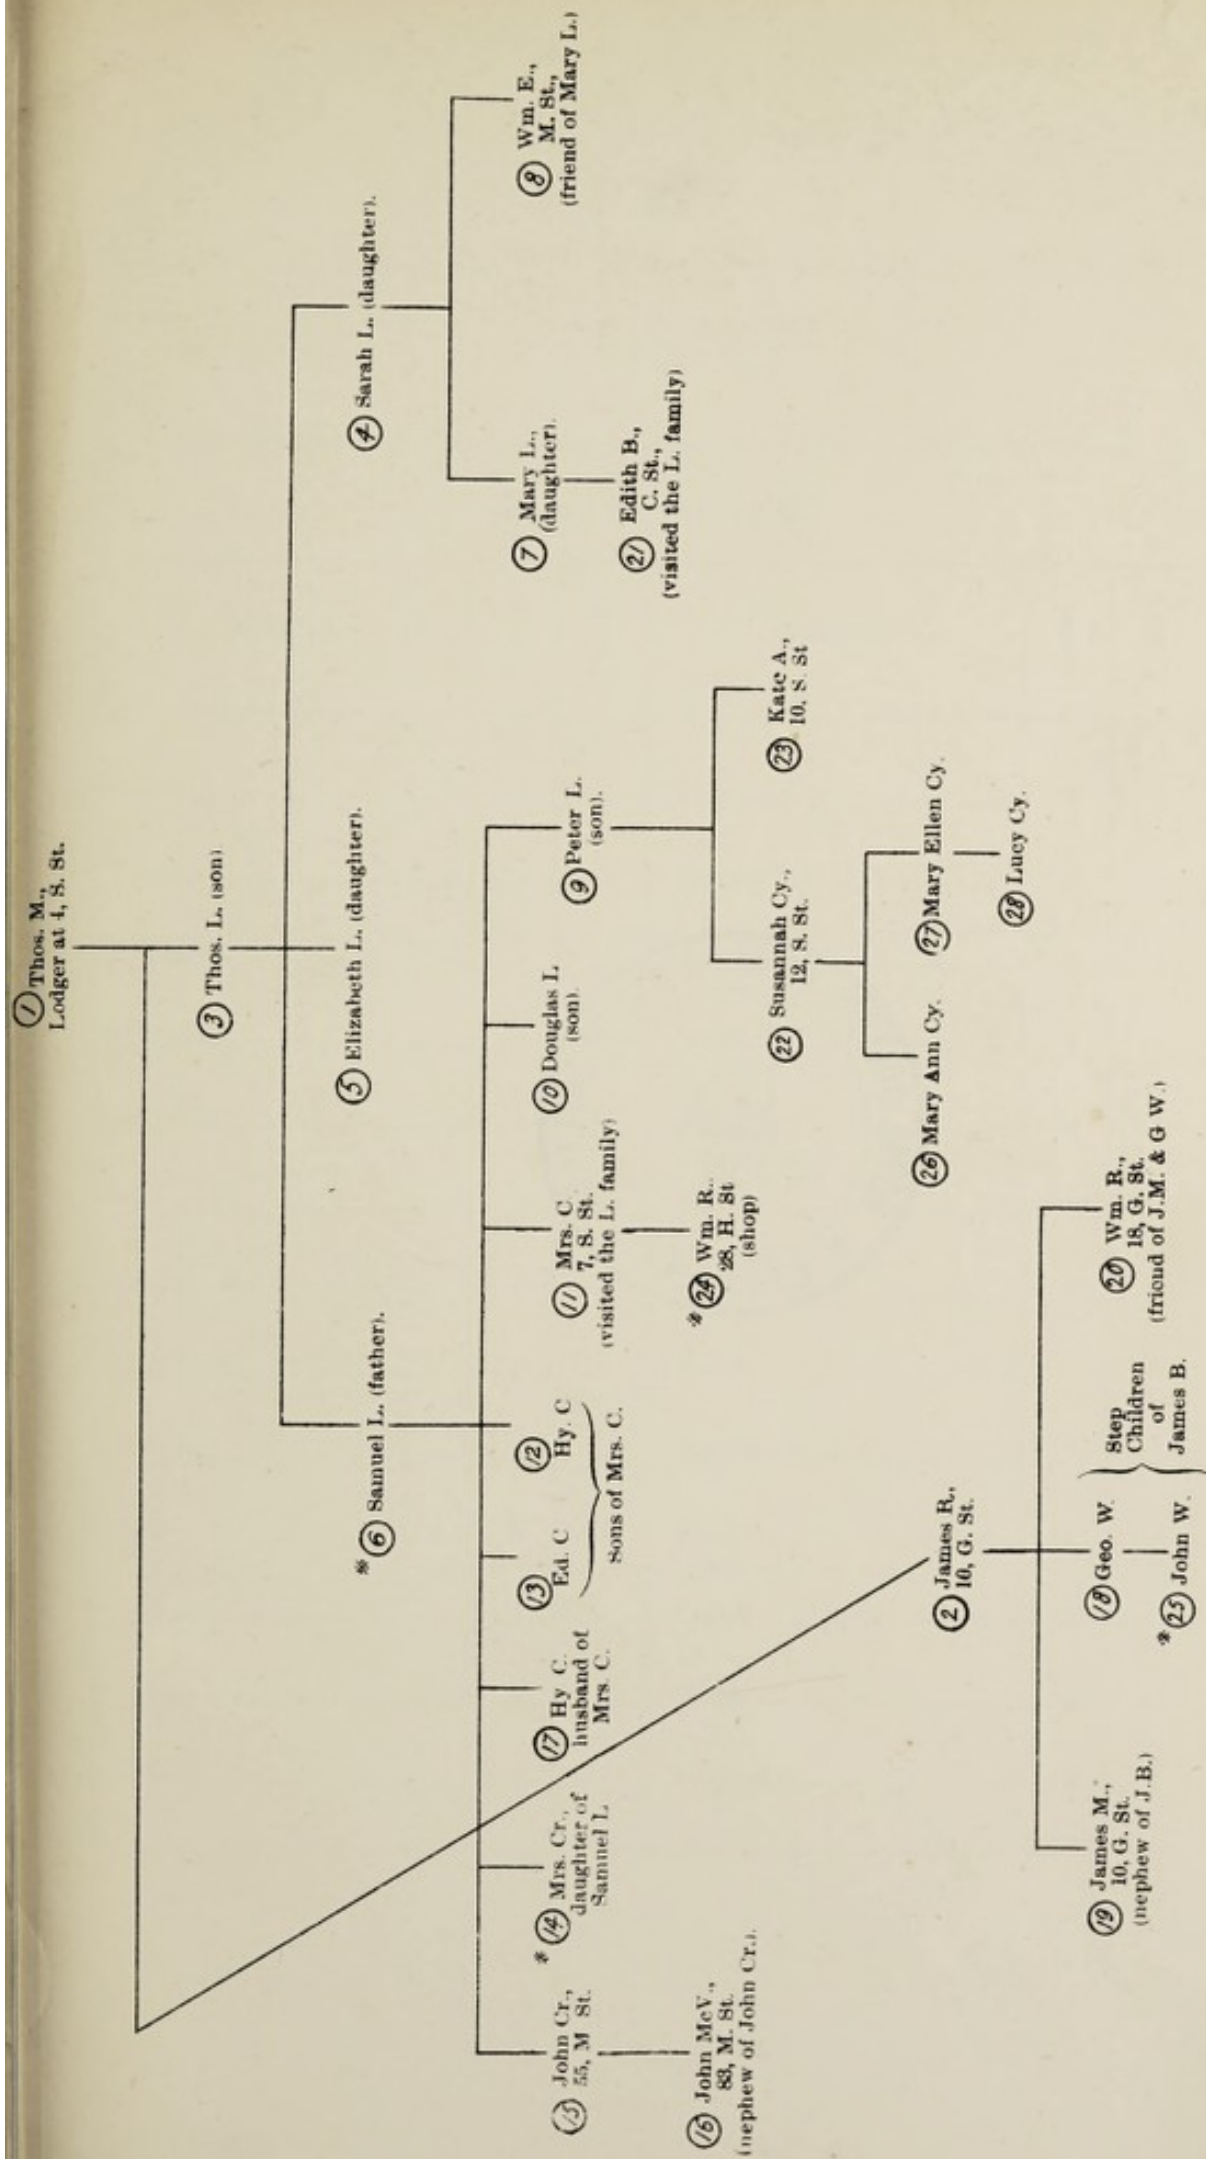 1 Thos. M.,
Lodger at 4, S. St.
3 Thos. L. (son)
* 6 Samuel L. (father).
5 Elizabeth L. (daughter).
4 Sarah L. (daughter).
15 John Cr.,
55, M St.
16 John McV.,
83, M. St.
(nephew of John Cr.).
* 14 Mrs. Cr.,
daughter of
Samuel L
17 Hy C.
husband of
Mrs. C.
13 Ed. C
12 Hy. C
Sons of Mrs. C.
11 Mrs. C
7, S. St.
(visited the L. family)
* 24 Wm. R.
28, H. St
(shop)
10 Douglas L
(son).
9 Peter L.
(son).
22 Susannah Cy.,
12, S. St.
23 Kate A.,
10, S. St
26 Mary Ann Cy.
27 Mary Ellen Cy.
28 Lucy Cy.
7 Mary L.,
(daughter).
21 Edith B.,
C. St.,
(visited the L. family)
8 Wm. E.,
M. St.,
(friend of Mary L.)
2 James
10, G. St.
19 James M.,
10, G. St.
(nephew of J.B.)
18 Geo. W.
* 25 John W.
Step
Children
of
James B.
20 Wm. R.,
18, G. St.
(friend of J.M. & G W.)